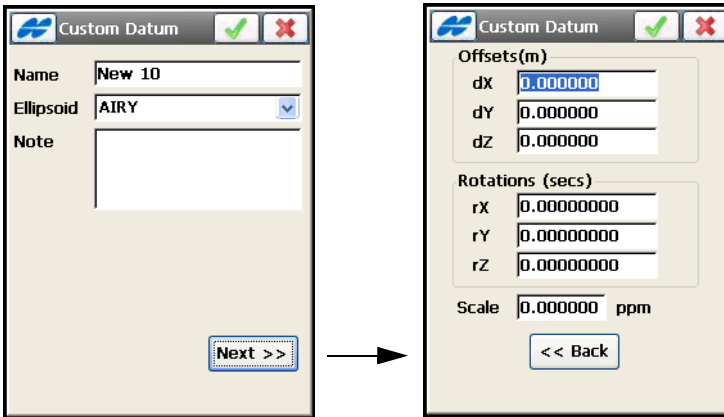 Custom Datum
Name New 10
Ellipsoid AIRY
Note
Next >>
Custom Datum
Offsets(m)
dX 0.000000
dY 0.000000
dZ 0.000000
Rotations (secs)
rX 0.00000000
rY 0.00000000
rZ 0.00000000
Scale 0.000000 ppm
<< Back